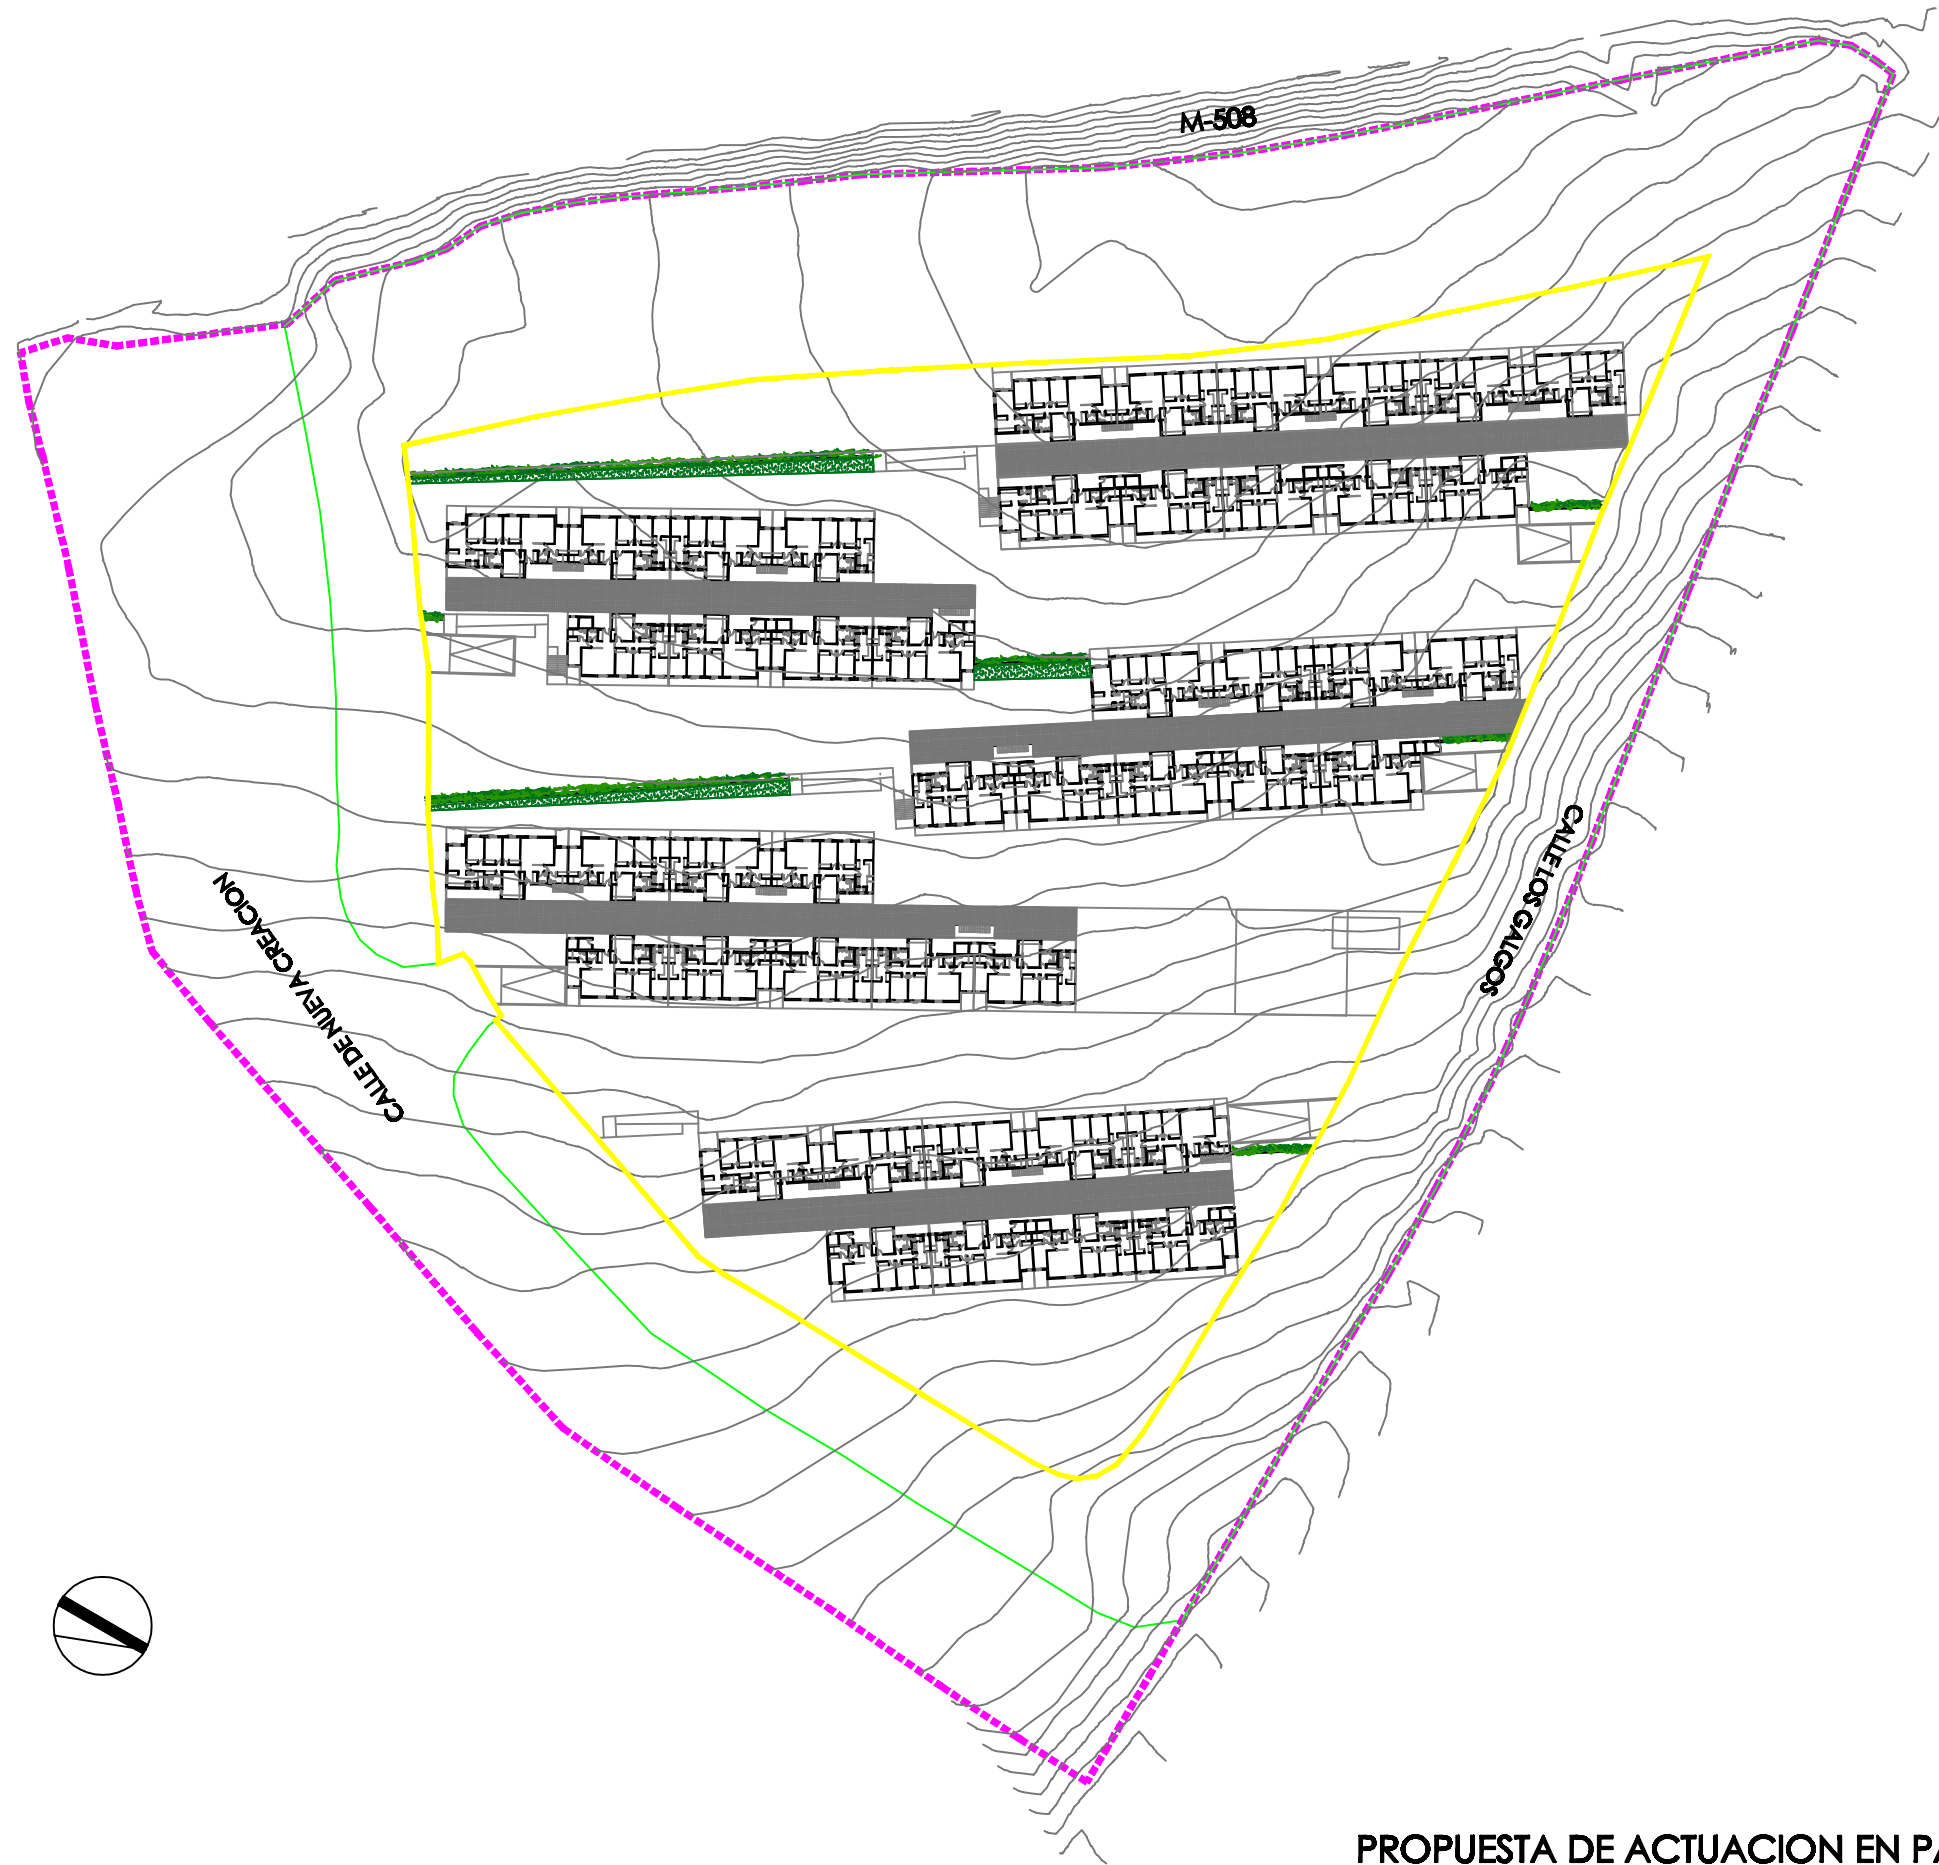 M-508
CALLE LOS GALGOS
CALLE DE NUEVA CREACION
PROPUESTA DE ACTUACION EN